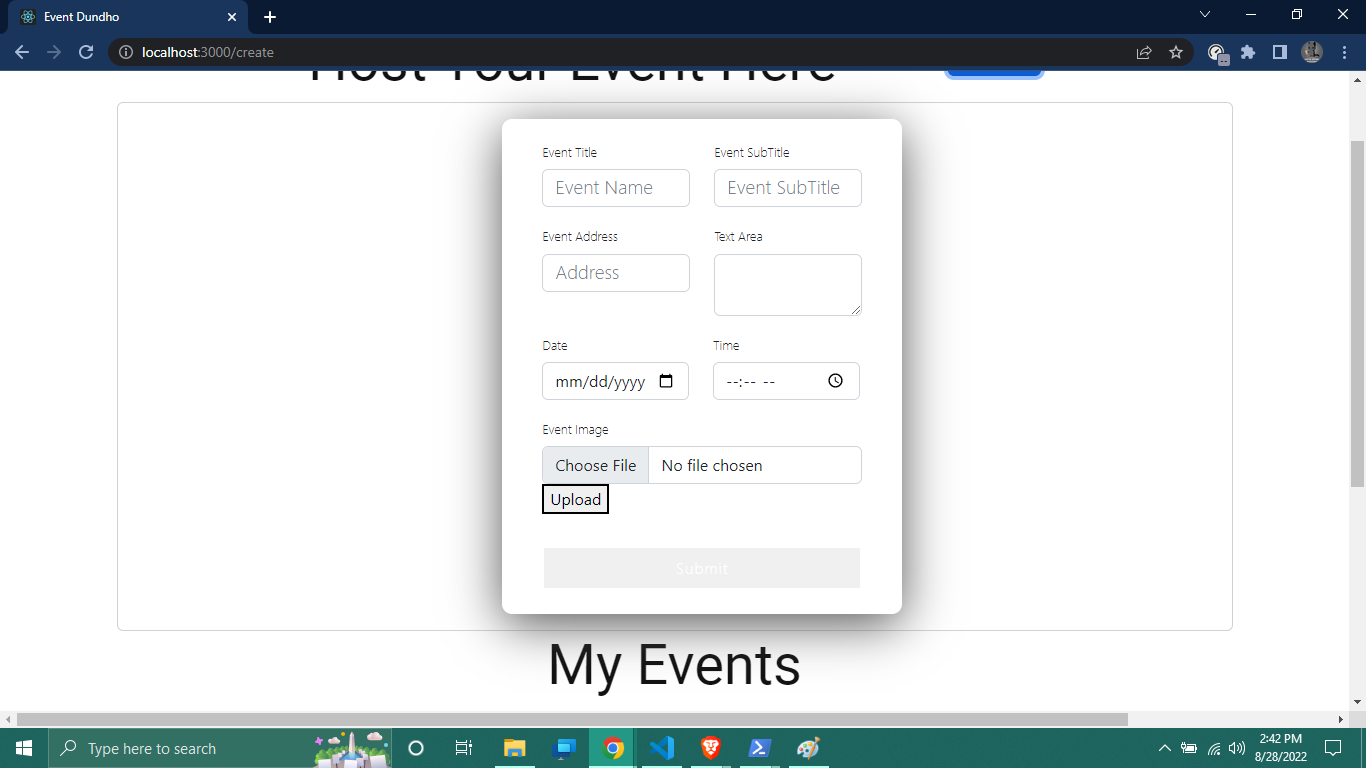 Event Dundho
localhost:3000/create
Host Your Event Here
Event Title Event SubTitle
Event Name Event SubTitle
Event Address Text Area
Address
Date Time
mm/dd/yyyy --:-- --
Event Image
Choose File No file chosen
Upload
Submit
My Events
Type here to search
2:42 PM
8/28/2022